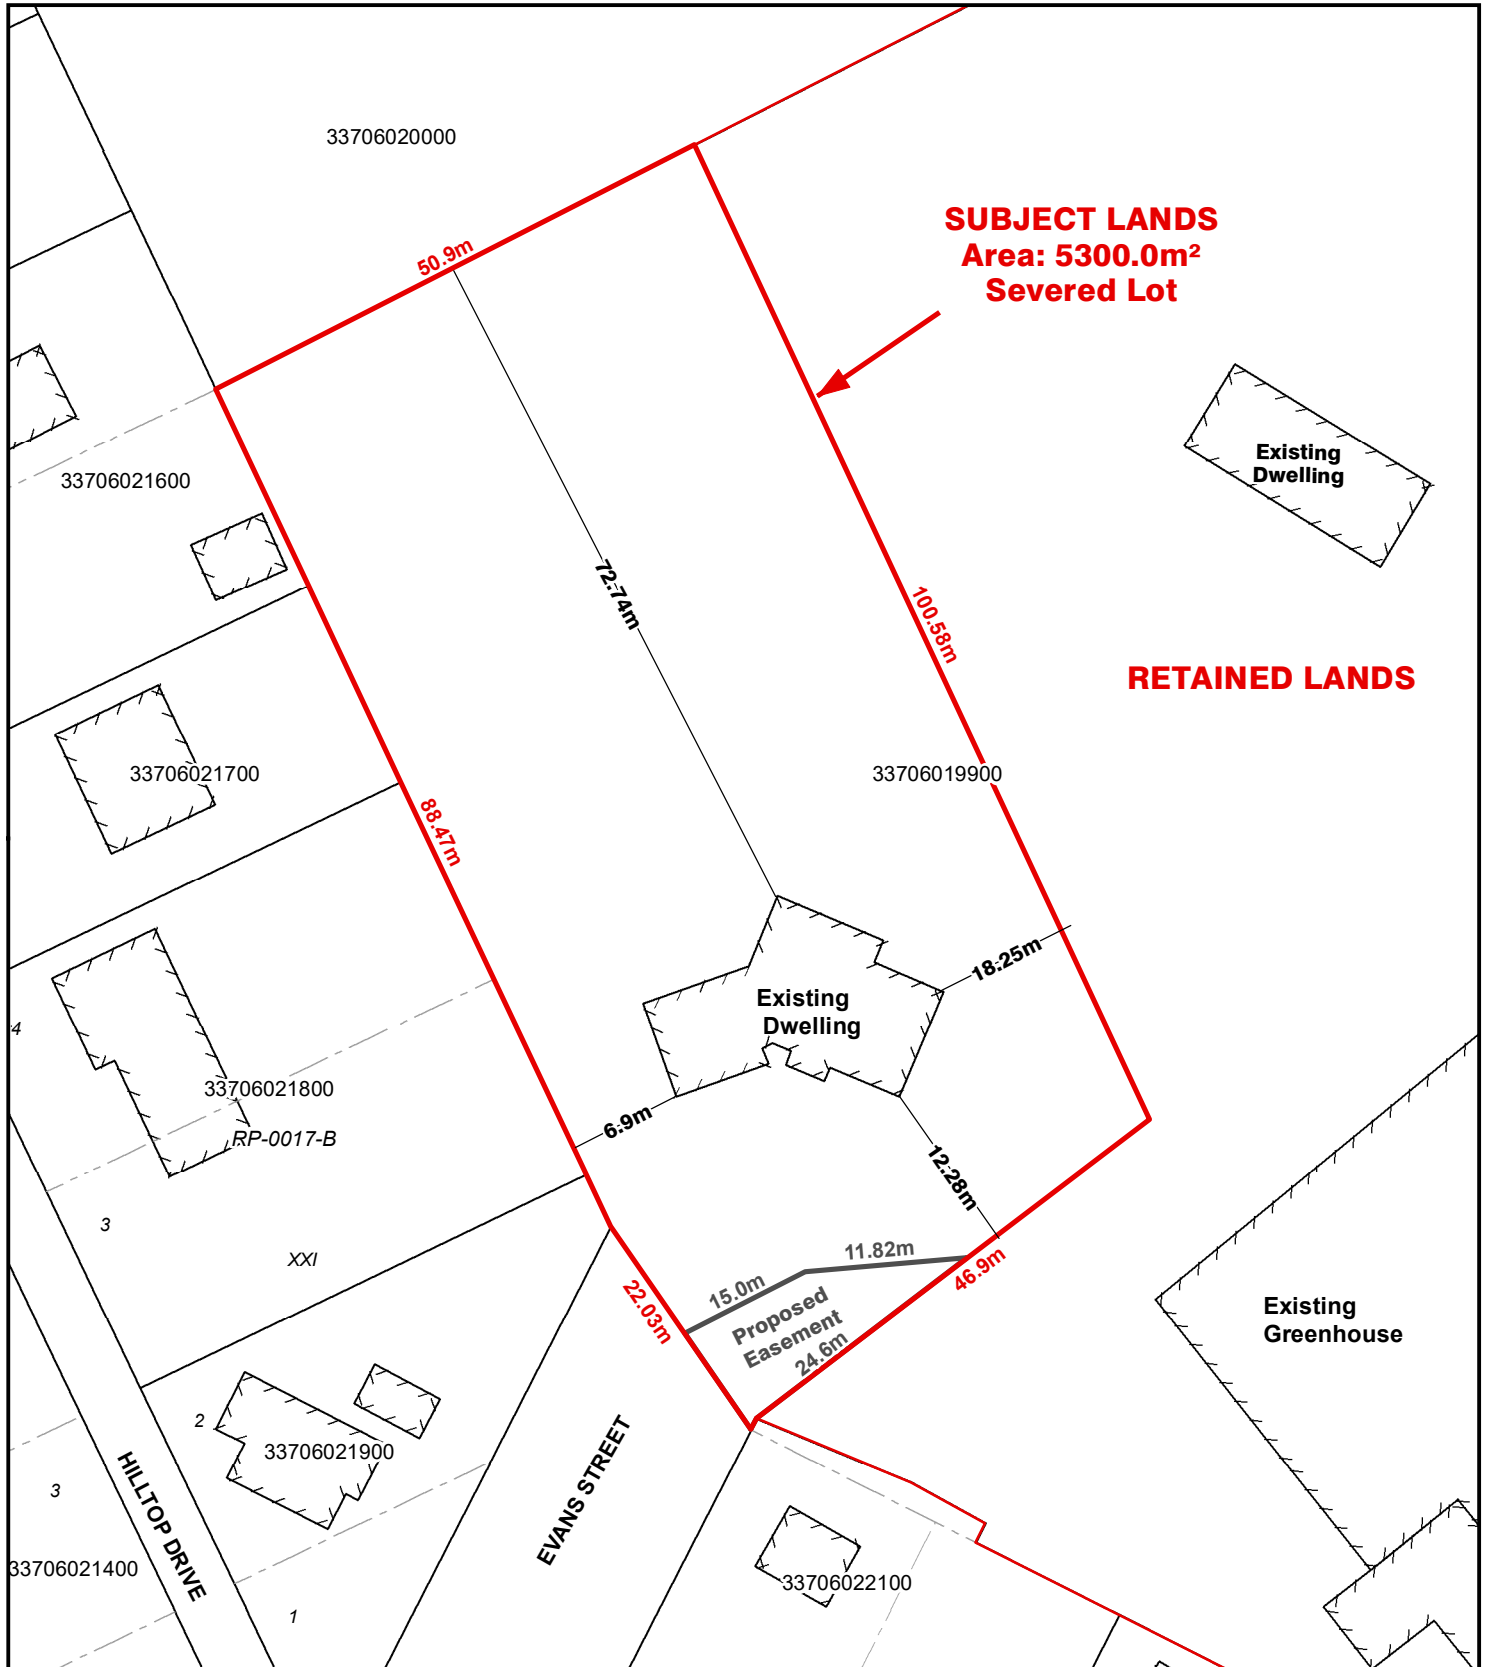 33706020000
SUBJECT LANDS
Area: 5300.0m²
Severed Lot
50.9m
Existing
Dwelling
33706021600
72.74m
100.58m
RETAINED LANDS
33706021700
33706019900
88.47m
18.25m
Existing
Dwelling
4
33706021800
RP-0017-B
6.9m
12.28m
3
XXI
11.82m
15.0m
46.9m
22.03m
Proposed
Easement
24.6m
Existing
Greenhouse
2
33706021900
3
HILLTOP DRIVE
EVANS STREET
33706021400
33706022100
1